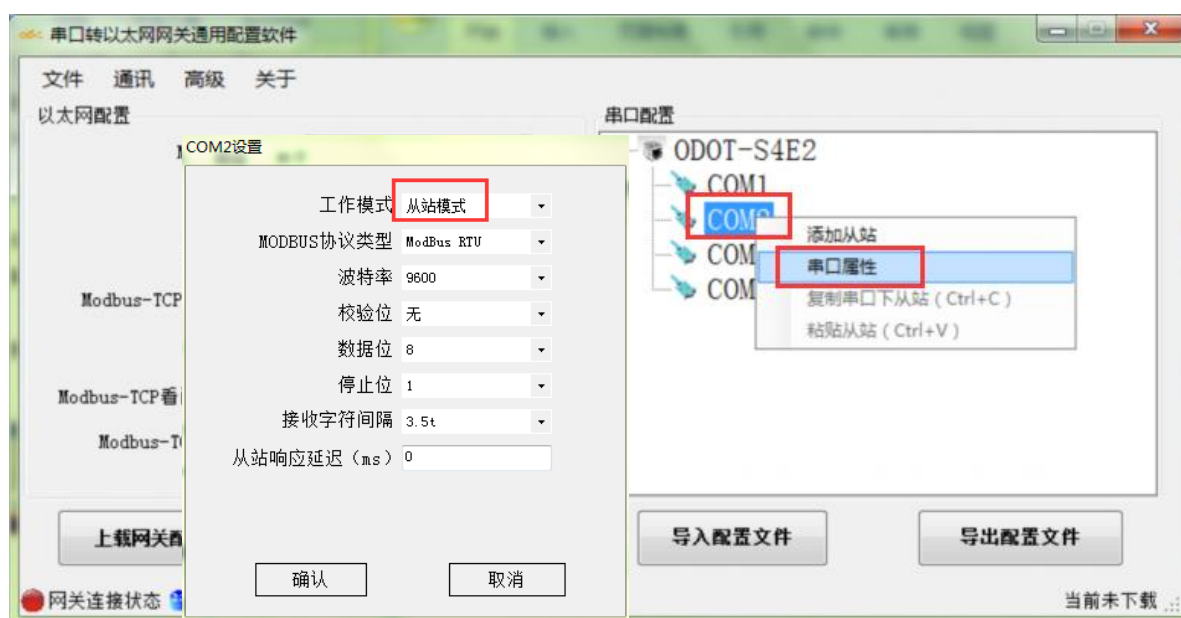 串口转以太网网关通用配置软件
文件 通讯 高级 关于
以太网配置
Modbus-TCP
Modbus-TCP看
上载网关配
网关连接状态
COM2设置
工作模式 从站模式
MODBUS协议类型 ModBus RTU
波特率 9600
校验位 无
数据位 8
停止位 1
接收字符间隔 3.5t
从站响应延迟（ms） 0
确认 取消
串口配置
ODOT-S4E2
COM1
COM2
COM
COM
添加从站
串口属性
复制串口下从站（Ctrl+C）
粘贴从站（Ctrl+V）
导入配置文件 导出配置文件
当前未下载